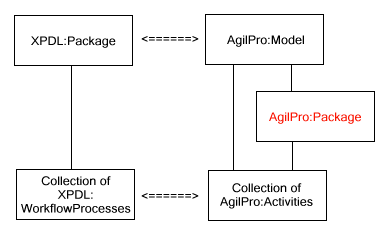 XPDL:Package
<======>
AgilPro:Model
AgilPro:Package
Collection of
XPDL:
WorkflowProcesses
<======>
Collection of
AgilPro:Activities